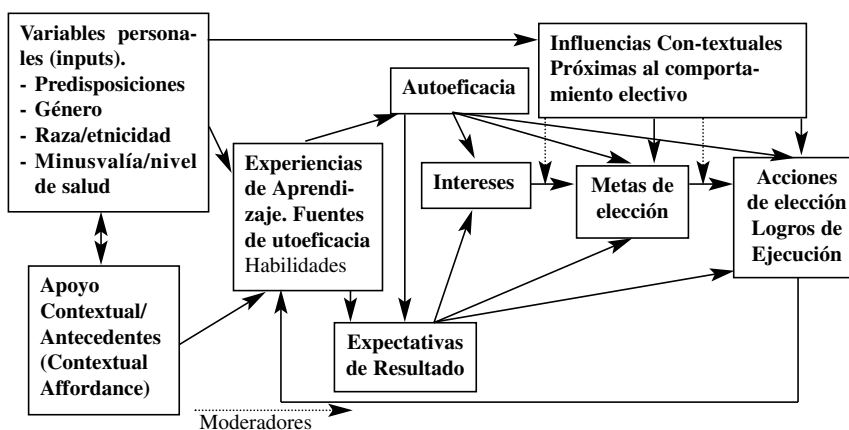 Variables persona-
les (inputs).
- Predisposiciones
- Género
- Raza/etnicidad
- Minusvalía/nivel
de salud
Influencias Con-textuales
Próximas al comporta-
miento electivo
Autoeficacia
Experiencias
de Aprendi-
zaje. Fuentes
de utoeficacia
Habilidades
Intereses
Metas de
elección
Acciones
de elección
Logros de
Ejecución
Apoyo
Contextual/
Antecedentes
(Contextual
Affordance)
Expectativas
de Resultado
Moderadores